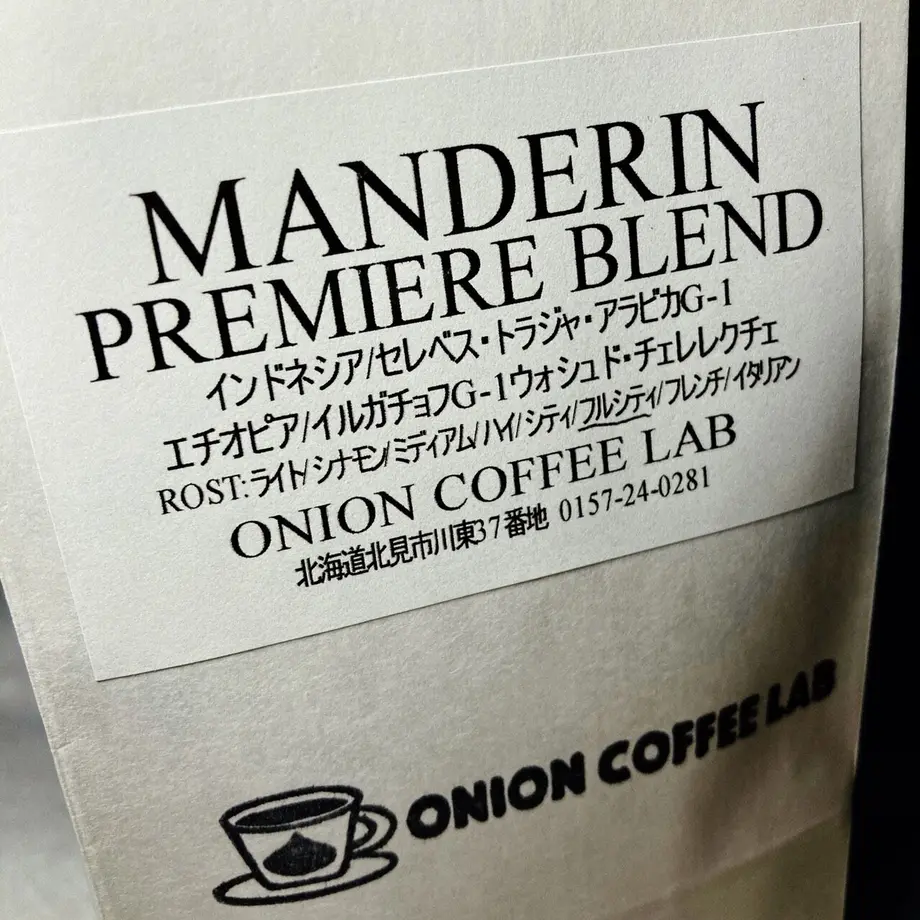 MANDERIN
PREMIERE BLEND
インドネシア/セレベス・トラジャ・アラビカG-1
エチオピア/イルガチョフG-1ウォシュド・チェレレクチェ
ROST:ライト/シナモン/ミディアム/ハイ/シティ/フルシティ/フレンチ/イタリアン
ONION COFFEE LAB
北海道北見市川東37番地 0157-24-0281
ONION COFFEE LAB